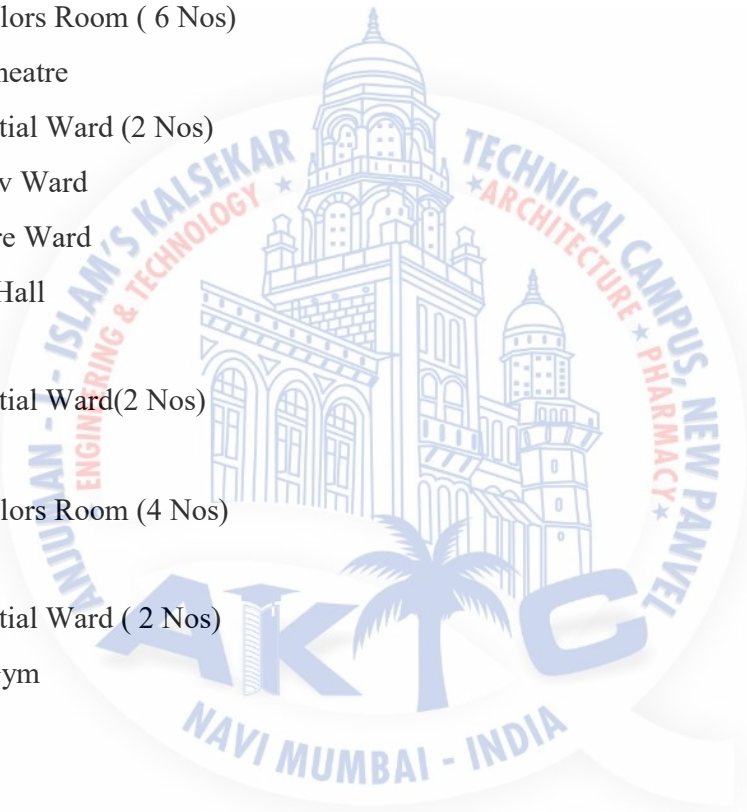 lors Room ( 6 Nos)
heatre
tial Ward (2 Nos)
v Ward
re Ward
Hall
tial Ward(2 Nos)
lors Room (4 Nos)
tial Ward ( 2 Nos)
ym
ANJUMAN - I - ISLAM'S KALSEKAR TECHNICAL CAMPUS, NEW PANVEL
ENGINEERING & TECHNOLOGY ★ ★ ARCHITECTURE ★ PHARMACY ★
AKTC
NAVI MUMBAI - INDIA